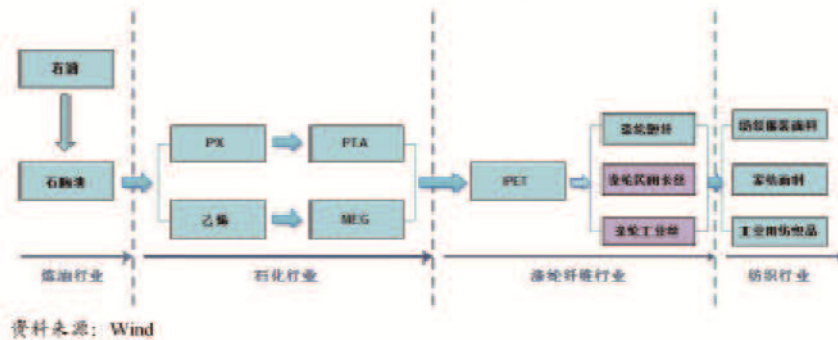 石油
石脑油
PX
PTA
乙烯
MEG
PET
涤纶短纤
涤纶民用长丝
涤纶工业丝
纺织服装面料
家纺面料
工业用纺织品
炼油行业
石化行业
涤纶纤维行业
纺织行业
资料来源：Wind